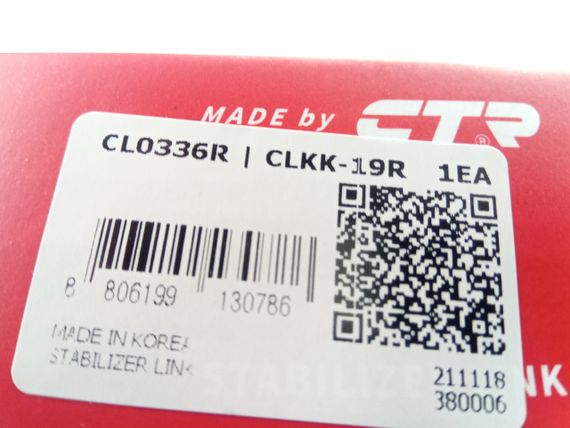 MADE by CTR®
CL0336R | CLKK-19R 1EA
8 806199 130786
MADE IN KOREA
STABILIZER LINK
STABILIZER LINK
211118
380006